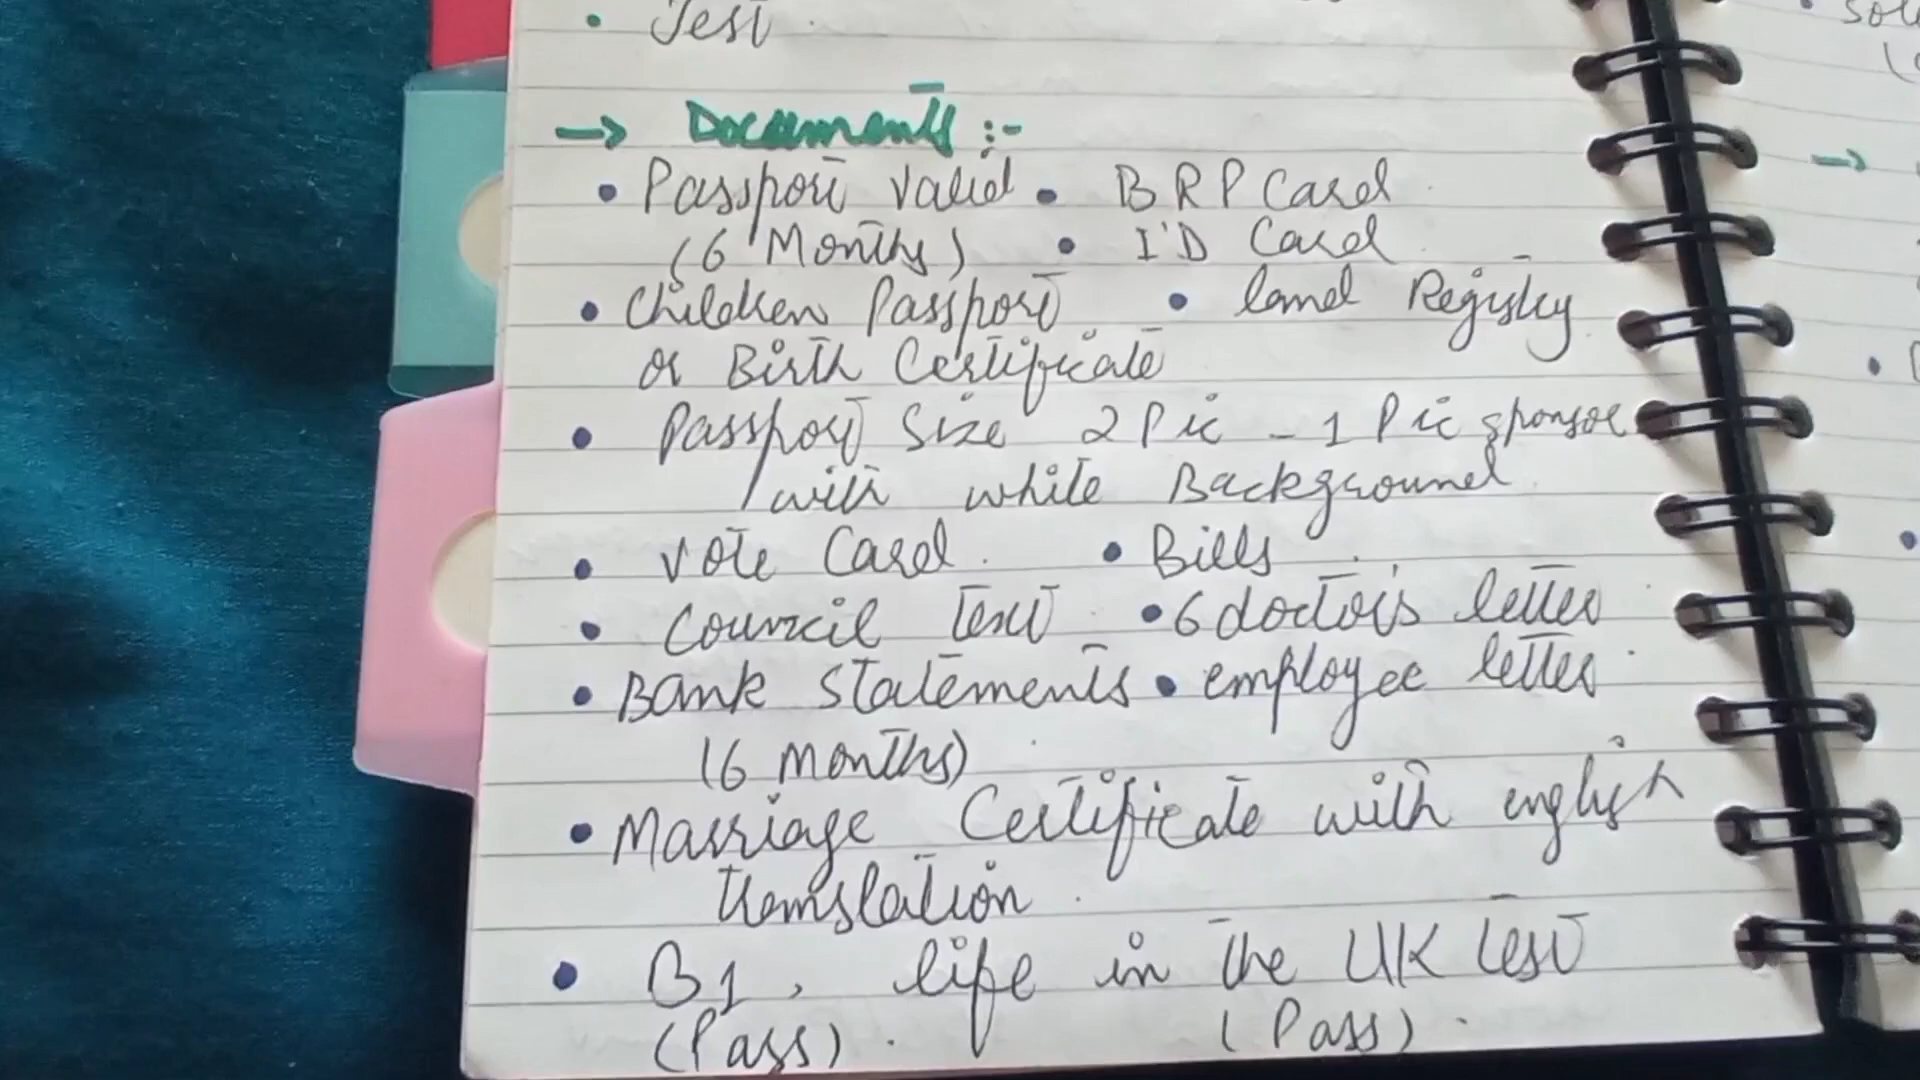 • Test
→ Documents :-
• Passport valid • BRP Card
(6 Months) • I'D Card
• Children Passport • land Registry
or Birth Certificate
• Passport Size 2 Pic - 1 Pic sponsor
with white Background
• Vote Card. • Bills
• Council text • 6 doctor's letter
• Bank statements • employee letter
(6 Months)
• Marriage Certificate with english
translation.
• B1, life in the UK test
(Pass). (Pass).